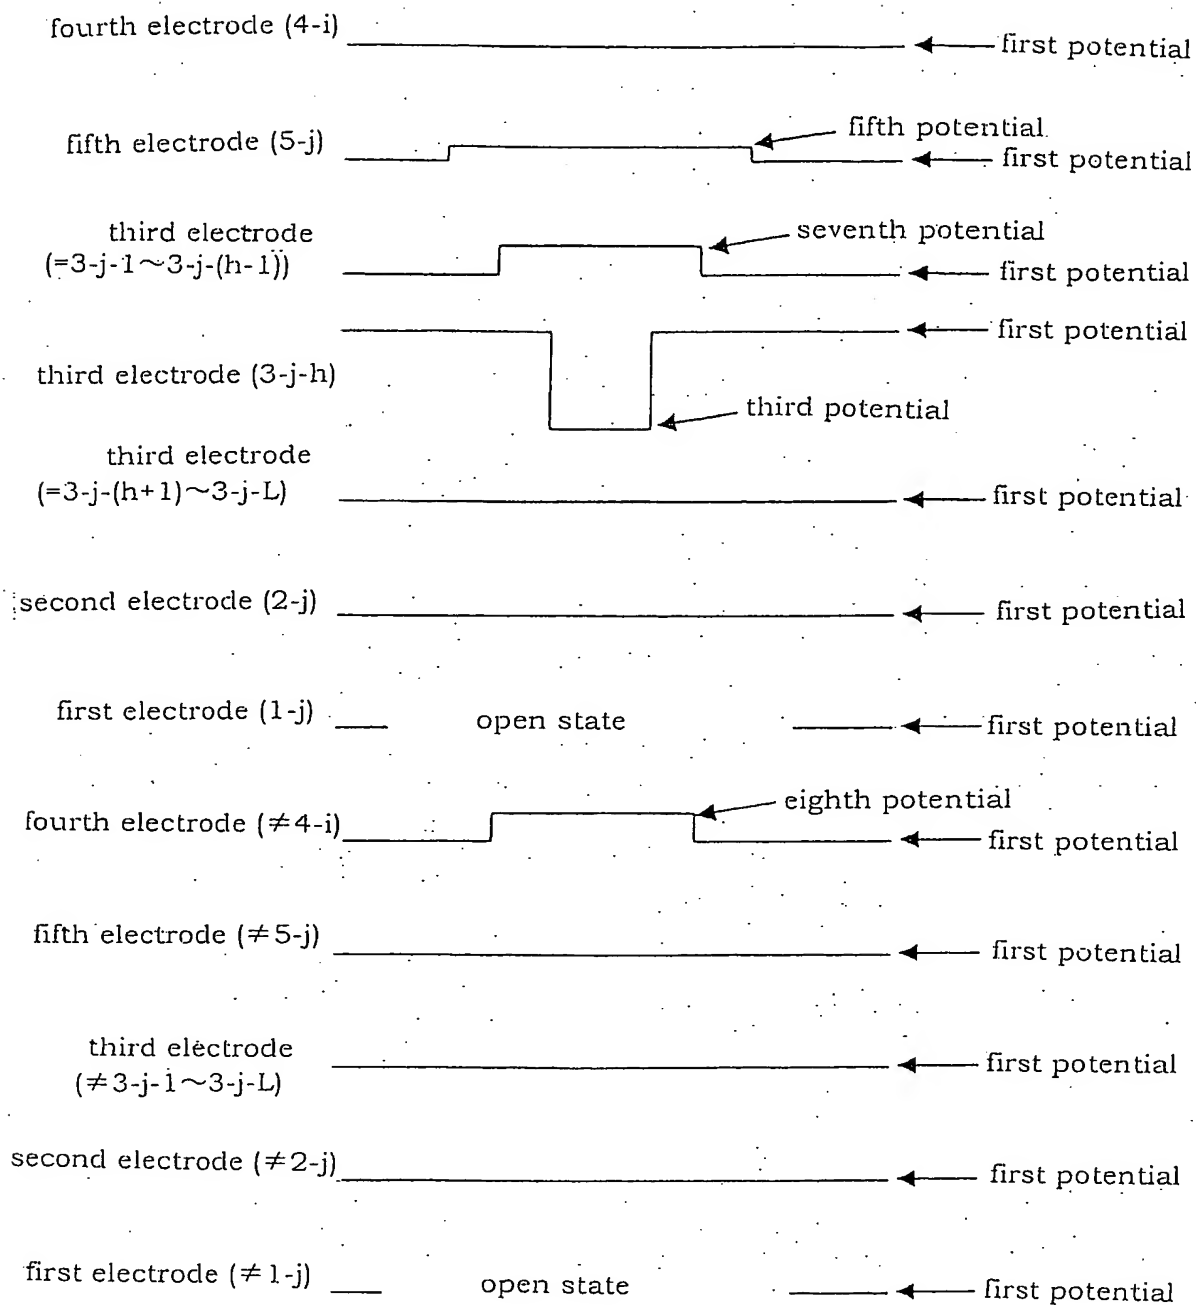 fourth electrode (4-i)
first potential
fifth electrode (5-j)
fifth potential
first potential
third electrode
(=3-j-1～3-j-(h-1))
seventh potential
first potential
first potential
third electrode (3-j-h)
third potential
third electrode
(=3-j-(h+1)～3-j-L)
first potential
second electrode (2-j)
first potential
first electrode (1-j)
open state
first potential
fourth electrode (≠4-i)
eighth potential
first potential
fifth electrode (≠5-j)
first potential
third electrode
(≠3-j-1～3-j-L)
first potential
second electrode (≠2-j)
first potential
first electrode (≠1-j)
open state
first potential